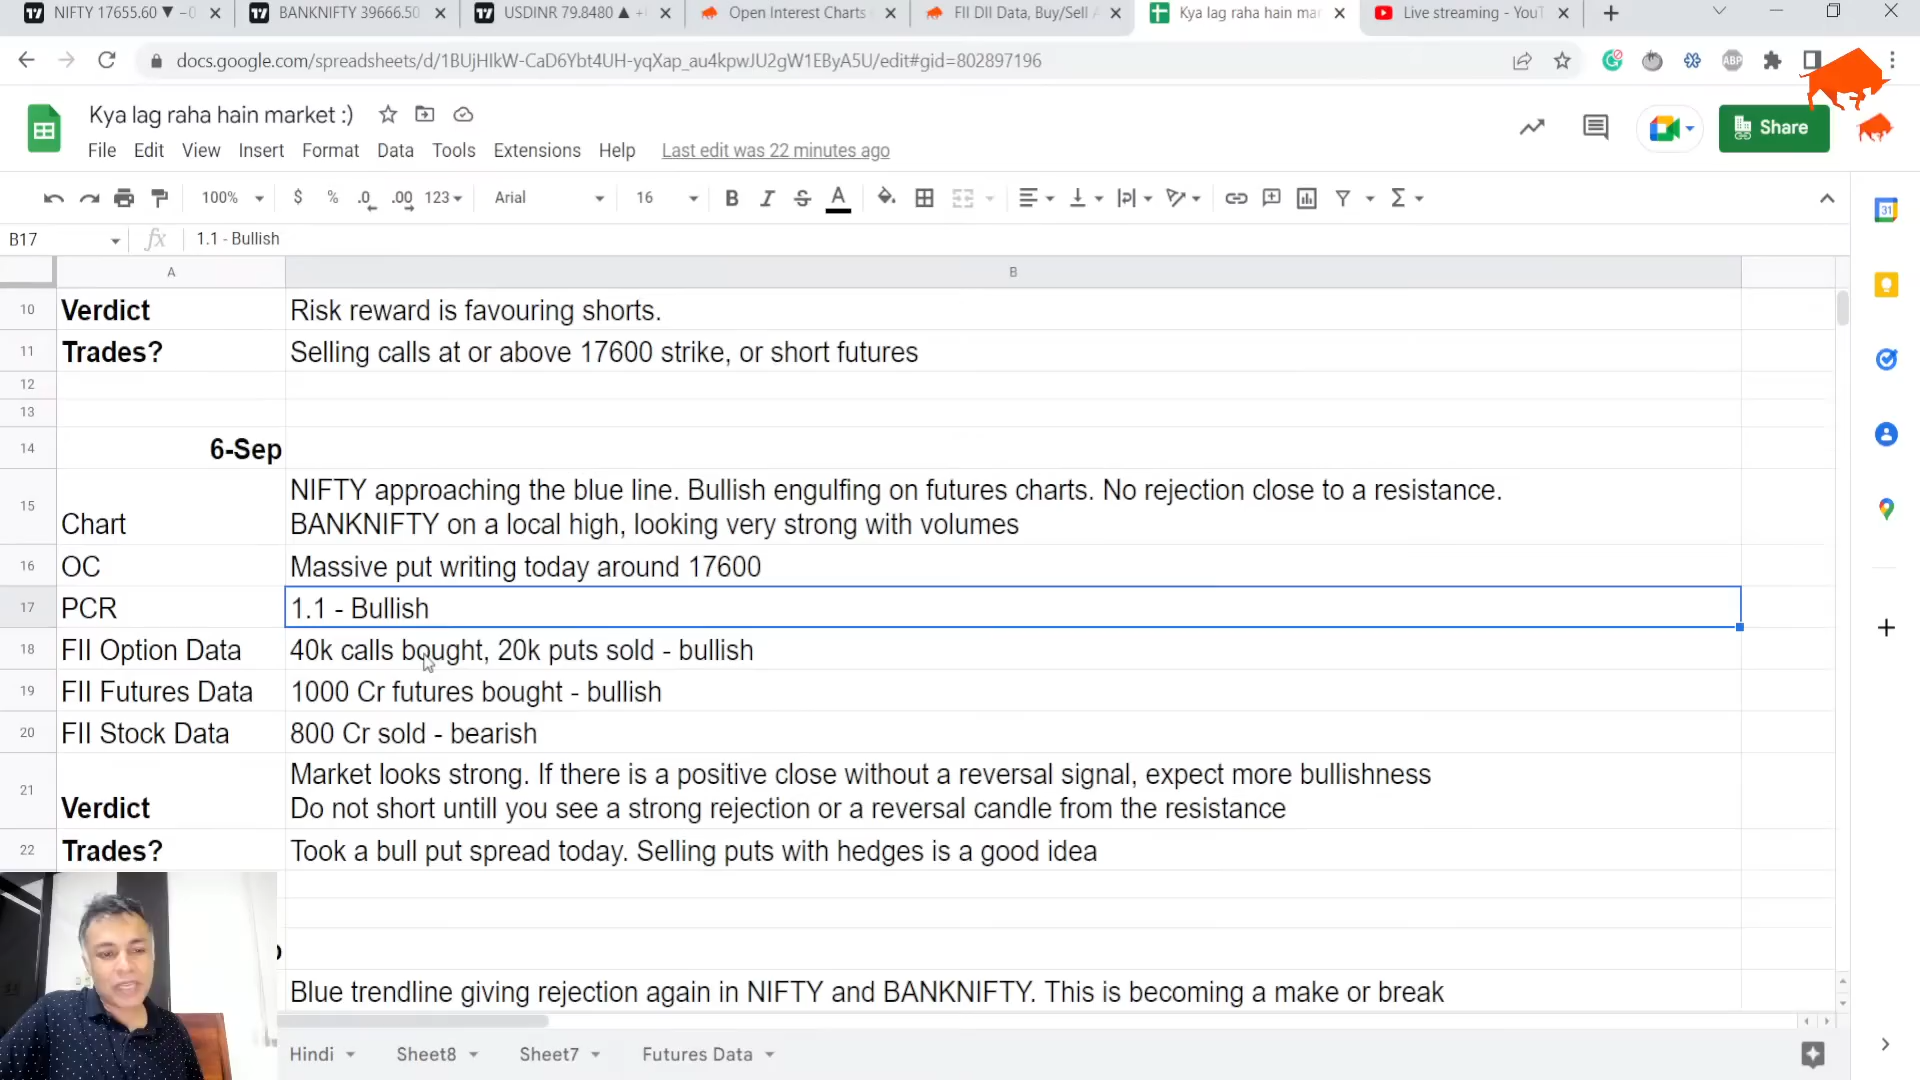 NIFTY 17655.60 ▼ −0
BANKNIFTY 39666.50
USDINR 79.8480 ▲ +
Open Interest Charts
FII DII Data, Buy/Sell
Kya lag raha hain mar
Live streaming - YouT
docs.google.com/spreadsheets/d/1BUjHIkW-CaD6Ybt4UH-yqXap_au4kpwJU2gW1EByA5U/edit#gid=802897196
ABP
Kya lag raha hain market :)
Share
File Edit View Insert Format Data Tools Extensions Help Last edit was 22 minutes ago
100% $ % .0 .00 123 Arial 16 B I S A Σ
31
B17 fx 1.1 - Bullish
A B
10 Verdict Risk reward is favouring shorts.
11 Trades? Selling calls at or above 17600 strike, or short futures
12
13
14 6-Sep
15 Chart NIFTY approaching the blue line. Bullish engulfing on futures charts. No rejection close to a resistance.
BANKNIFTY on a local high, looking very strong with volumes
16 OC Massive put writing today around 17600
17 PCR 1.1 - Bullish
18 FII Option Data 40k calls bought, 20k puts sold - bullish
19 FII Futures Data 1000 Cr futures bought - bullish
20 FII Stock Data 800 Cr sold - bearish
21 Verdict Market looks strong. If there is a positive close without a reversal signal, expect more bullishness
Do not short untill you see a strong rejection or a reversal candle from the resistance
22 Trades? Took a bull put spread today. Selling puts with hedges is a good idea
Blue trendline giving rejection again in NIFTY and BANKNIFTY. This is becoming a make or break
Hindi Sheet8 Sheet7 Futures Data